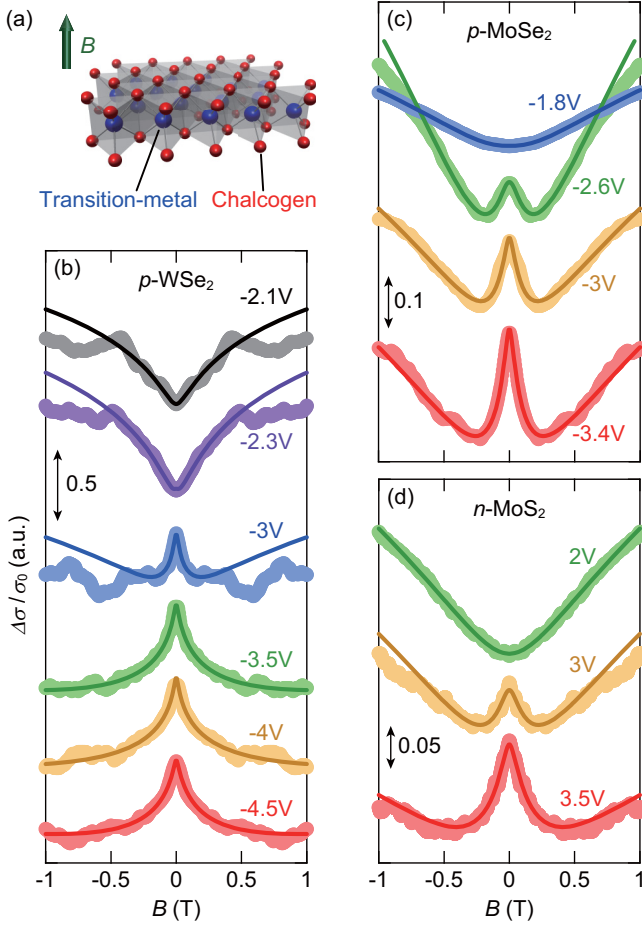 (a)
B
Transition-metal Chalcogen
(b)
p-WSe2
-2.1V
-2.3V
0.5
-3V
-3.5V
-4V
-4.5V
Δσ / σ0 (a.u.)
-1 -0.5 0 0.5 1
B (T)
(c)
p-MoSe2
-1.8V
-2.6V
-3V
0.1
-3.4V
(d)
n-MoS2
2V
3V
0.05
3.5V
-1 -0.5 0 0.5 1
B (T)